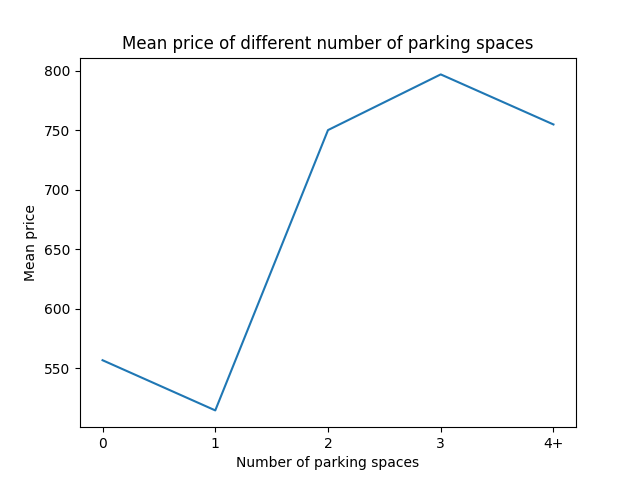 Mean price of different number of parking spaces
800
750
700
650
600
550
Mean price
0 1 2 3 4+
Number of parking spaces